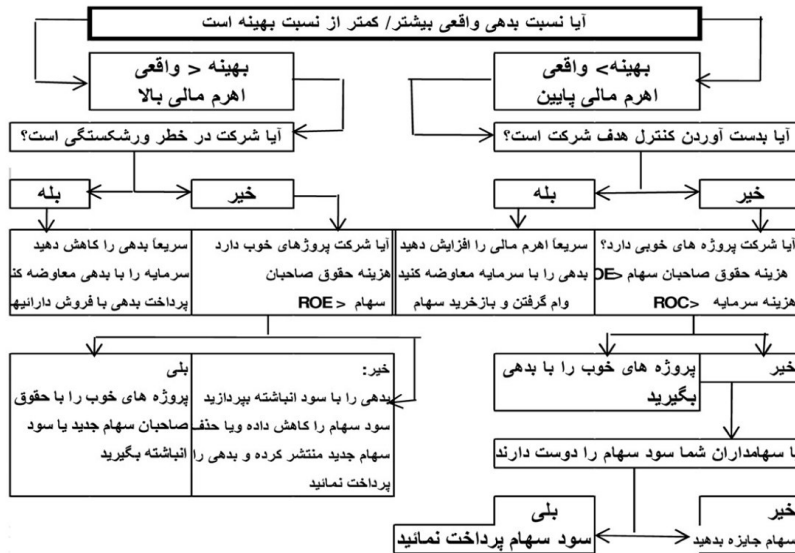 آیا نسبت بدهی واقعی بیشتر/ کمتر از نسبت بهینه است
بهینه> واقعی
اهرم مالی پایین
بهینه < واقعی
اهرم مالی بالا
آیا بدست آوردن کنترل هدف شرکت است؟
آیا شرکت در خطر ورشکستگی است؟
خیر
بله
خیر
بله
آیا شرکت پروژه های خوبی دارد؟
هزینه حقوق صاحبان سهام >OE
هزینه سرمایه >ROC
سریعاً اهرم مالی را افزایش دهید
بدهی را با سرمایه معاوضه کنید
وام گرفتن و بازخرید سهام
آیا شرکت پروژهای خوب دارد
هزینه حقوق صاحبان
سهام < ROE
سریعاً بدهی را کاهش دهید
سرمایه را با بدهی معاوضه کن
پرداخت بدهی با فروش دارائیه
خیر
پروژه های خوب را با بدهی
بگیرید
خیر:
بدهی را با سود انباشته بپردازید
سود سهام را کاهش داده ویا حذف
سهام جدید منتشر کرده و بدهی را
پرداخت نمائید
بلی
پروژه های خوب را با حقوق
صاحبان سهام جدید یا سود
انباشته بگیرید
ا سهامداران شما سود سهام را دوست دارند
خیر
سهام جایزه بدهید
بلی
سود سهام پرداخت نمائید